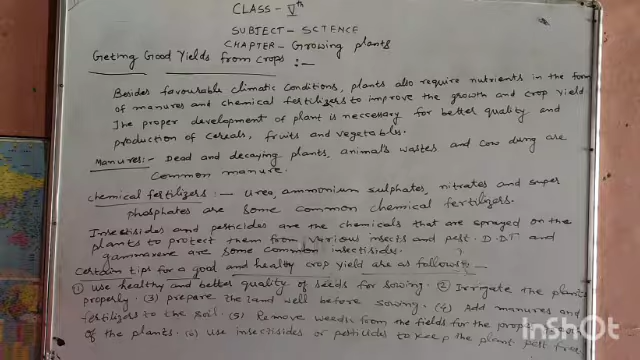 CLASS - Vth
SUBJECT - SCTENCE
CHAPTER - Growing plants
Geting Good Yields from crops :-
Besides favourable climatic conditions, plants also require nutrients in the form
of manures and chemical fertilizers to improve the growth and crop yield.
The proper development of plant is neccessary for better quality and
production of cereals, fruits and vegetables.
Manures:- Dead and decaying plants, animals wastes and cow dung are
common manure.
chemical fertilizers :- Urea, ammonium sulphates, nitrates and super
phosphates are some common chemical fertilizers.
Insectisides and pesticides are the chemicals that are sprayed on the
plants to protect them from various insects and pest. D.D.T and
gammaxene are some common insectisides.
Certain tips for a good and healthy crop yield are as follows :-
(1) Use healthy and better quality of seeds for sowing. (2) Irrigate the plants
properly. (3) prepare the land well before sowing. (4) Add manures and
fertilizers to the soil. (5) Remove weeds from the fields for the proper
of the plants. (6) Use insectisides or pesticides to keep the plant pest free.
InShOt